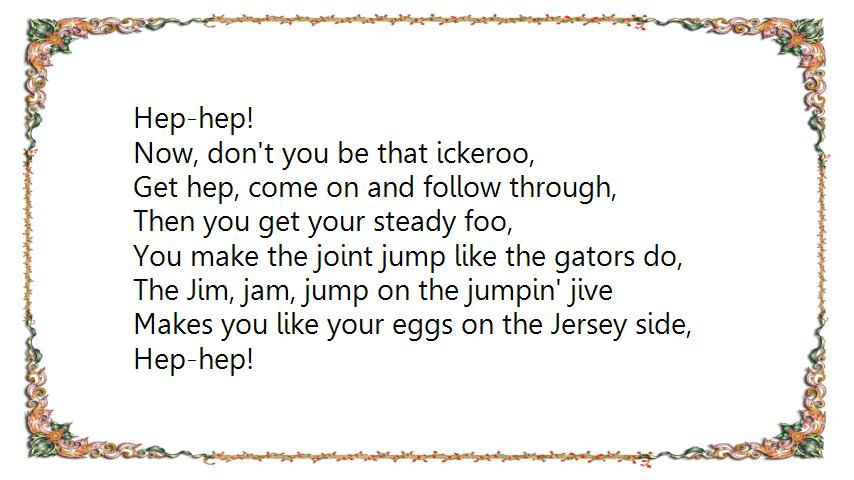 Hep-hep!
Now, don't you be that ickeroo,
Get hep, come on and follow through,
Then you get your steady foo,
You make the joint jump like the gators do,
The Jim, jam, jump on the jumpin' jive
Makes you like your eggs on the Jersey side,
Hep-hep!